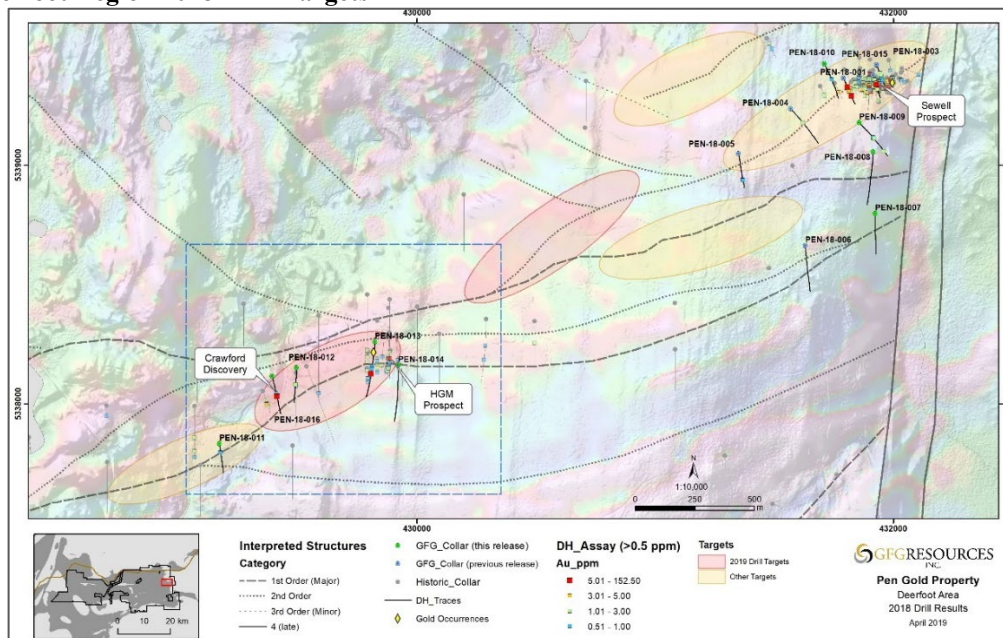 430000
432000
PEN-18-010
PEN-18-015
PEN-18-003
PEN-18-001
Sewell
Prospect
PEN-18-004
PEN-18-009
PEN-18-005
PEN-18-008
5339000
5339000
PEN-18-007
PEN-18-006
PEN-18-013
Crawford
Discovery
PEN-18-012
PEN-18-014
HGM
Prospect
PEN-18-016
5338000
5338000
PEN-18-011
N
1:10,000
0
250
500
m
430000
432000
0 10 20 km
Interpreted Structures
Category
1st Order (Major)
2nd Order
3rd Order (Minor)
4 (late)
GFG_Collar (this release)
GFG_Collar (previous release)
Historic_Collar
DH_Traces
Gold Occurrences
DH_Assay (>0.5 ppm)
Au_ppm
5.01 - 152.50
3.01 - 5.00
1.01 - 3.00
0.51 - 1.00
Targets
2019 Drill Targets
Other Targets
GFGRESOURCES
INC.
Pen Gold Property
Deerfoot Area
2018 Drill Results
April 2019